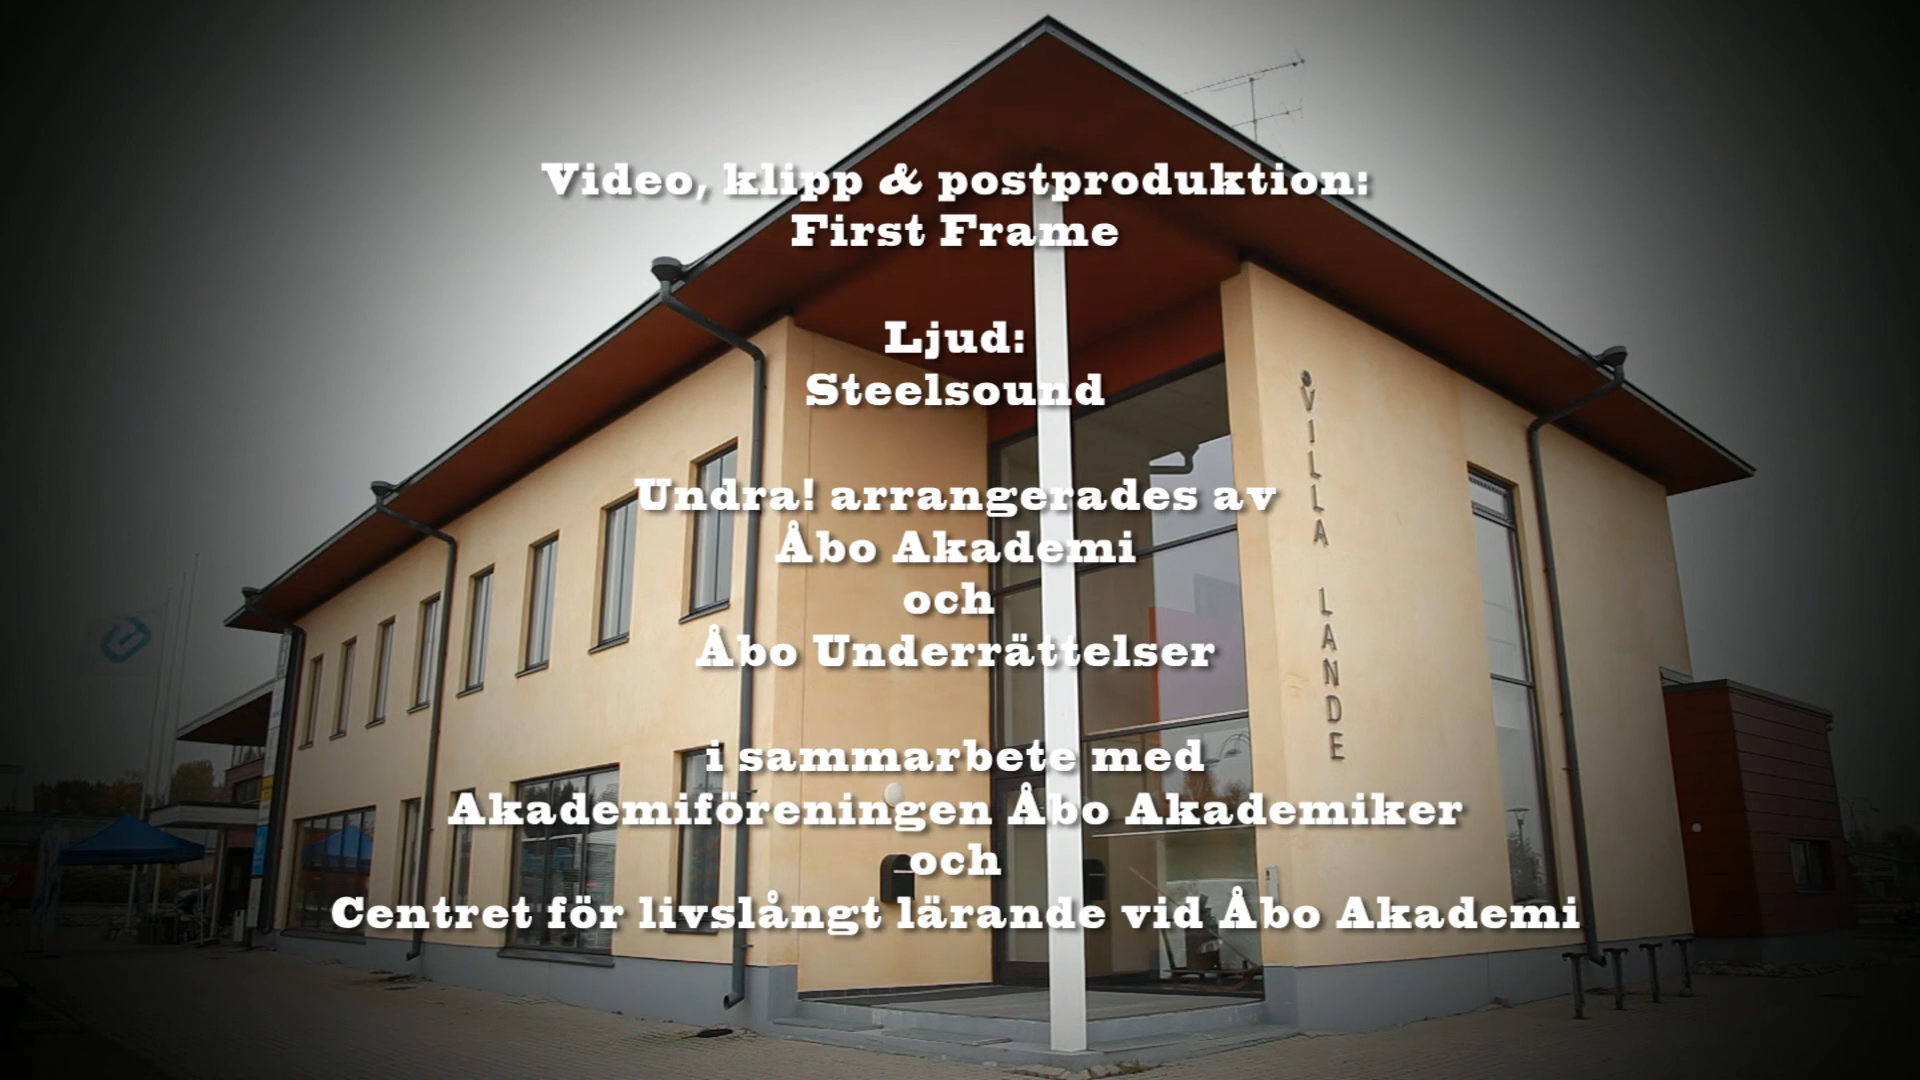 Video, klipp & postproduktion:
First Frame
Ljud:
Steelsound
Undra! arrangerades av
Åbo Akademi
och
Åbo Underrättelser
i sammarbete med
Akademiföreningen Åbo Akademiker
och
Centret för livslångt lärande vid Åbo Akademi
VILLA LANDE